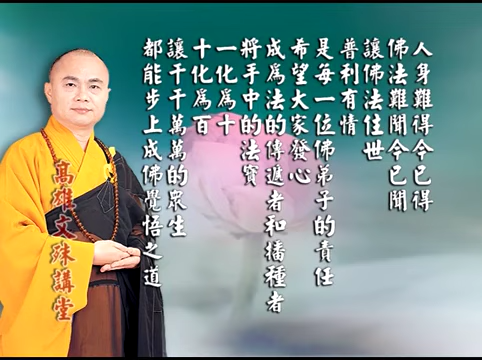 人身難得今已得
佛法難聞今已聞
讓佛法住世
普利有情
是每一位佛弟子的責任
希望大家發心
成為法的傳遞者和播種者
將手中的法寶
一化為十
十化為百
讓千千萬萬的眾生
都能步上成佛覺悟之道
高雄文殊講堂